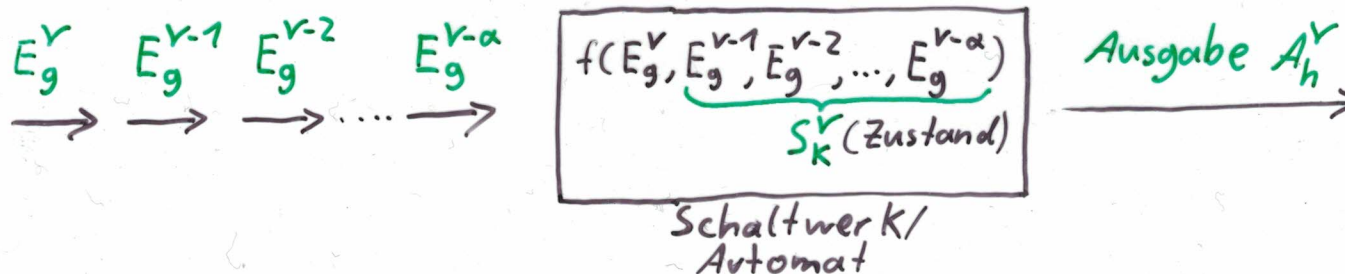 E_g^ν E_g^{ν-1} E_g^{ν-2} E_g^{ν-α}
....
f(E_g^ν, E_g^{ν-1}, E_g^{ν-2}, ..., E_g^{ν-α})
S_K^ν (Zustand)
Ausgabe A_h^ν
Schaltwerk/
Automat